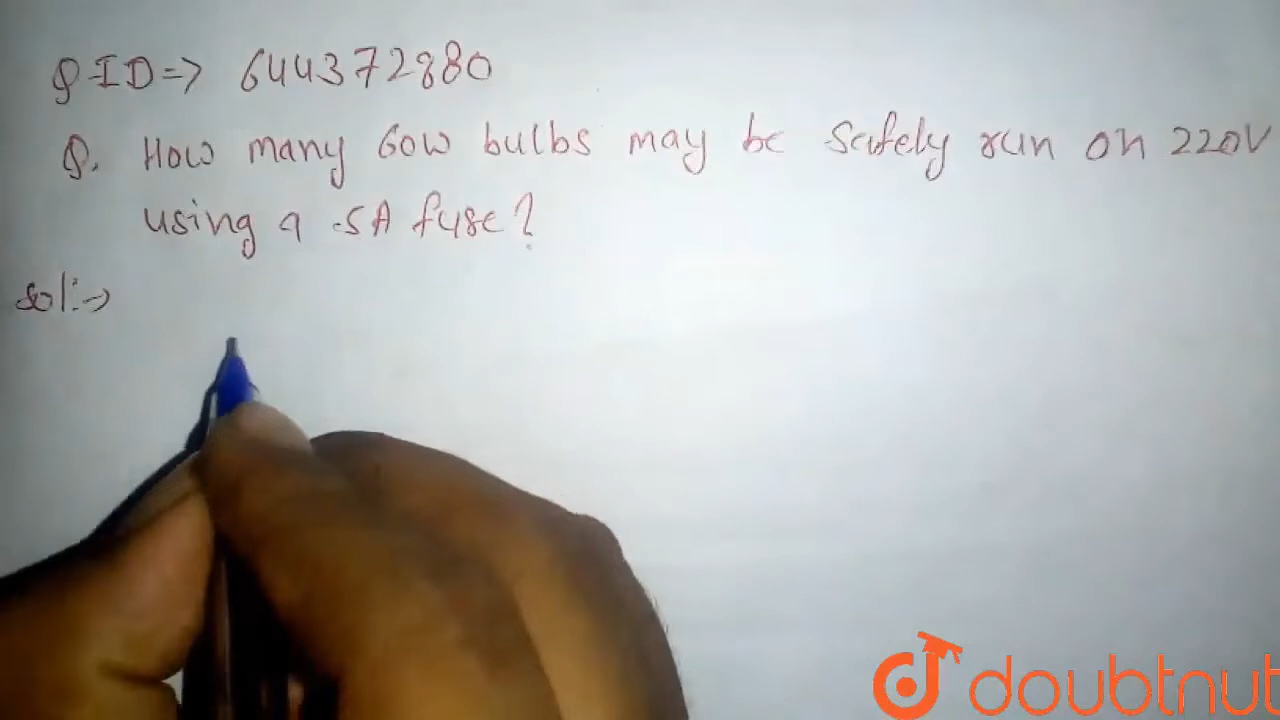 Q-ID=> 644372880
Q. How many 60W bulbs may be safely run on 220V
using a 5A fuse?
Sol:->
doubtnut